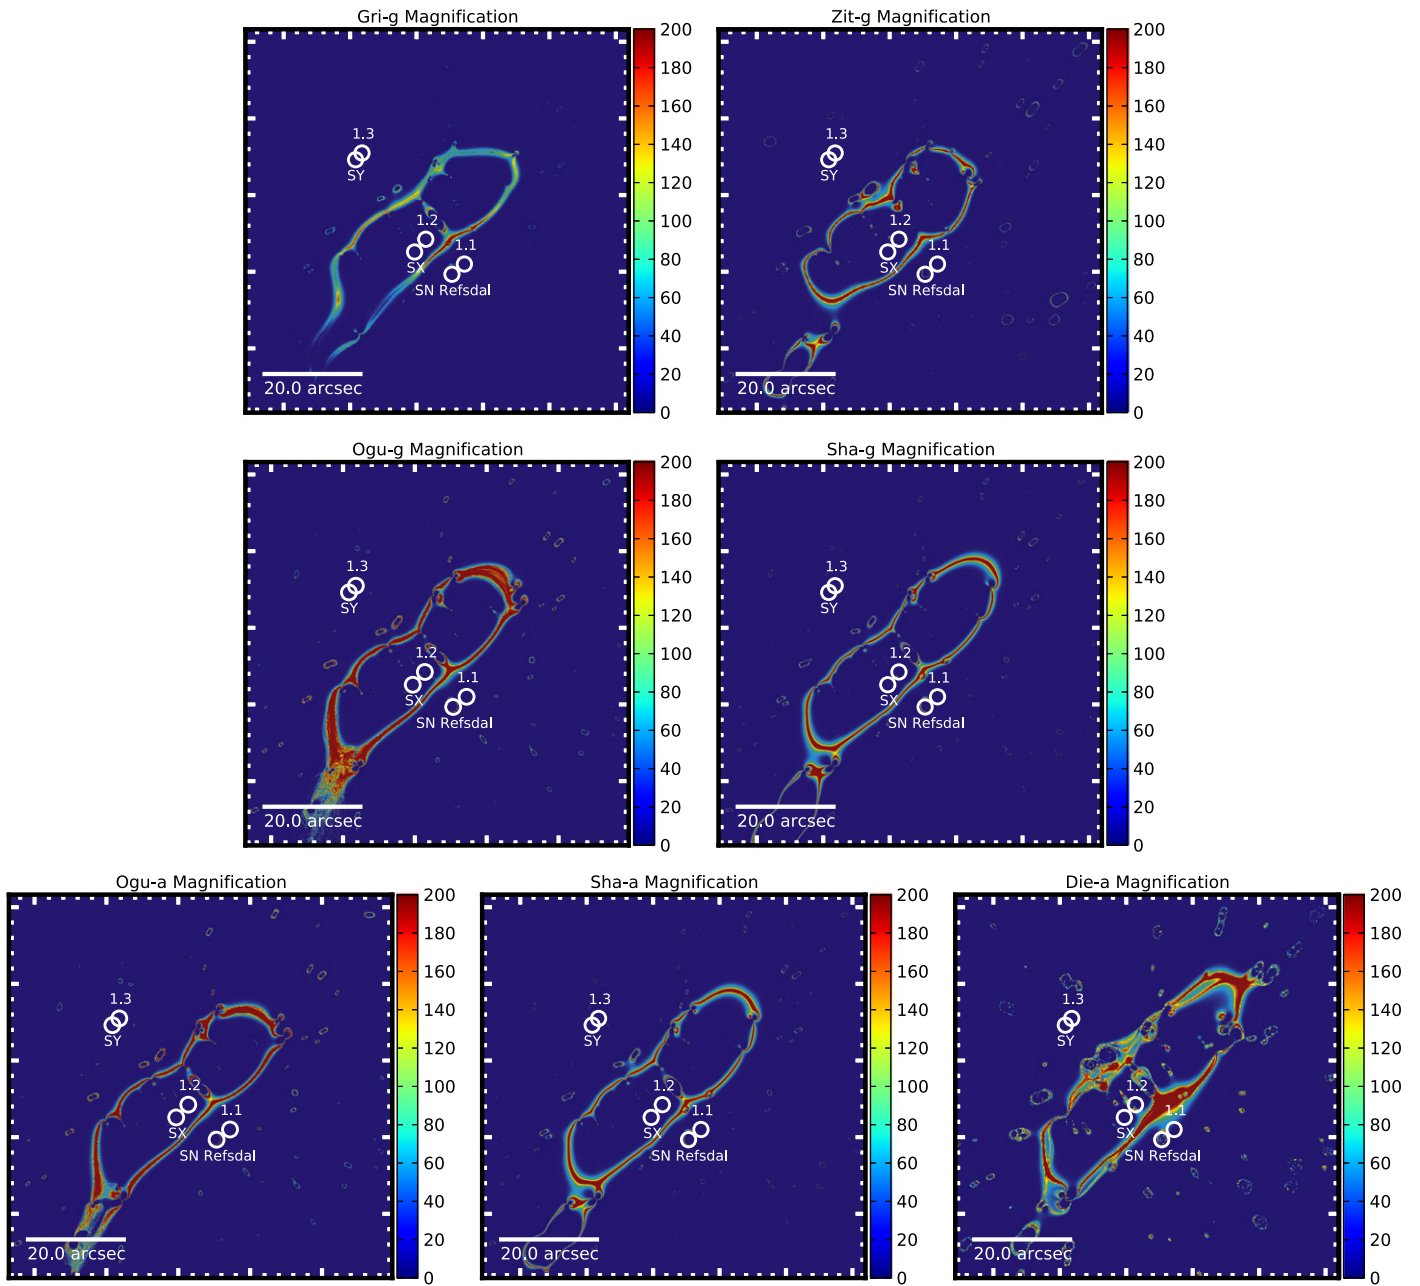 Gri-g Magnification
1.3
SY
1.2
SX
1.1
SN Refsdal
20.0 arcsec
200
180
160
140
120
100
80
60
40
20
0
Zit-g Magnification
1.3
SY
1.2
SX
1.1
SN Refsdal
20.0 arcsec
200
180
160
140
120
100
80
60
40
20
0
Ogu-g Magnification
1.3
SY
1.2
SX
1.1
SN Refsdal
20.0 arcsec
200
180
160
140
120
100
80
60
40
20
0
Sha-g Magnification
1.3
SY
1.2
SX
1.1
SN Refsdal
20.0 arcsec
200
180
160
140
120
100
80
60
40
20
0
Ogu-a Magnification
1.3
SY
1.2
SX
1.1
SN Refsdal
20.0 arcsec
200
180
160
140
120
100
80
60
40
20
0
Sha-a Magnification
1.3
SY
1.2
SX
1.1
SN Refsdal
20.0 arcsec
200
180
160
140
120
100
80
60
40
20
0
Die-a Magnification
1.3
SY
1.2
SX
1.1
SN Refsdal
20.0 arcsec
200
180
160
140
120
100
80
60
40
20
0